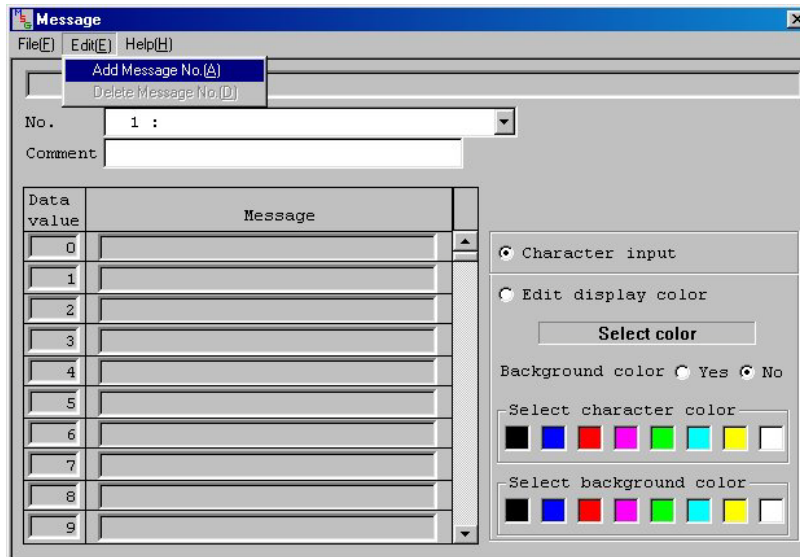 Message
File(F) Edit(E) Help(H)
Add Message No.(A)
Delete Message No.(D)
No. 1 :
Comment
Data value
Message
0
1
2
3
4
5
6
7
8
9
Character input
Edit display color
Select color
Background color Yes No
Select character color
Select background color